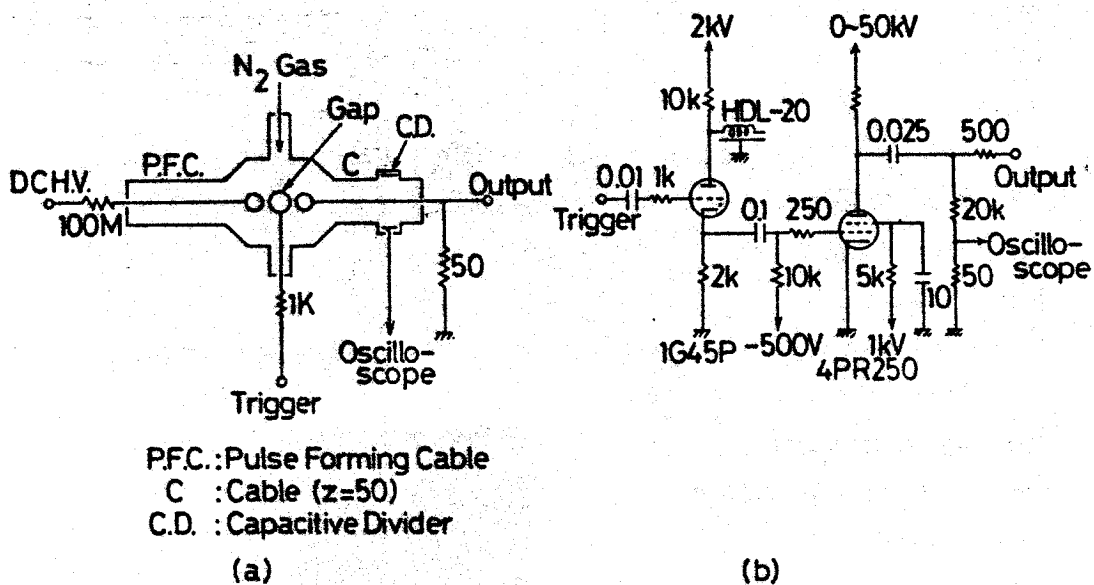 N2 Gas
Gap
C.D.
P.F.C.
C
DCH.V.
100M
Output
50
1K
Oscillo-
scope
Trigger
P.F.C. : Pulse Forming Cable
C : Cable (z=50)
C.D. : Capacitive Divider
(a)
2kV
0~50kV
10k
HDL-20
0.025
500
0.01
1k
Output
Trigger
0.1
250
20k
Oscillo-
scope
2k
10k
5k
10
50
1G45P
-500V
1kV
4PR250
(b)